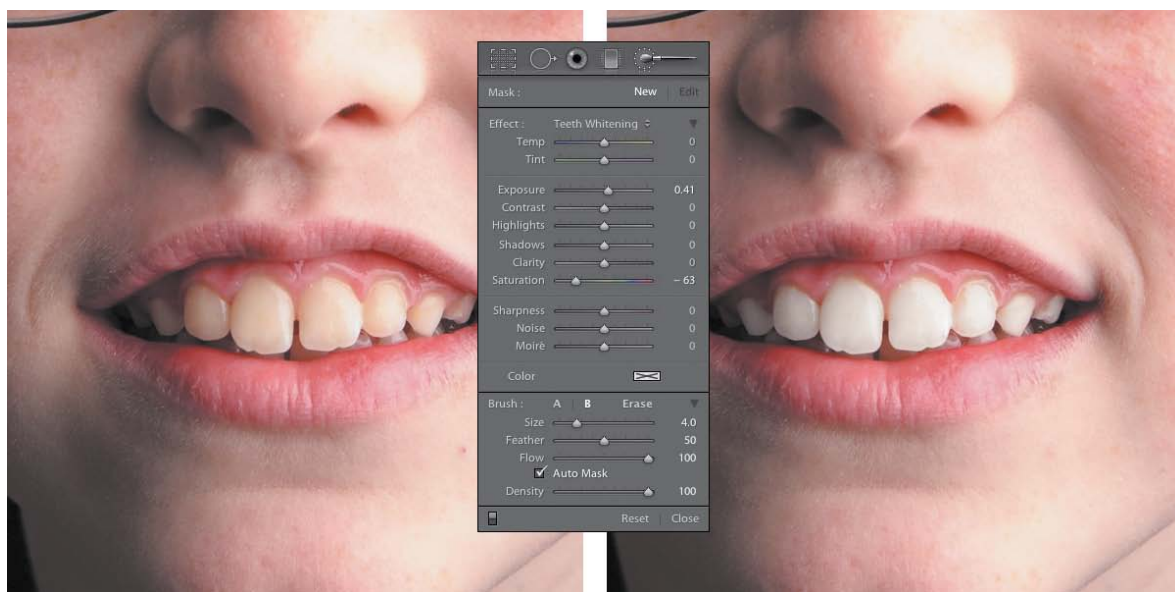 Mask : New | Edit
Effect : Teeth Whitening
Temp 0
Tint 0
Exposure 0.41
Contrast 0
Highlights 0
Shadows 0
Clarity 0
Saturation – 63
Sharpness 0
Noise 0
Moiré 0
Color
Brush : A | B Erase
Size 4.0
Feather 50
Flow 100
Auto Mask
Density 100
Reset | Close